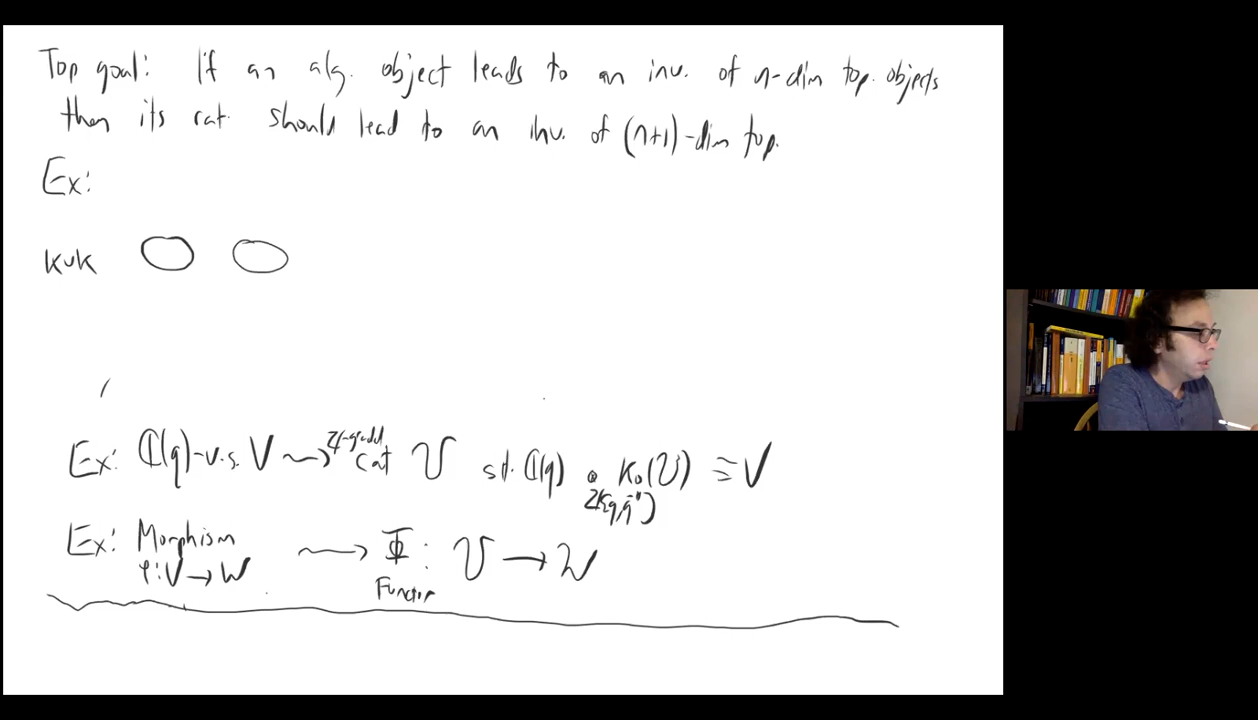 Top goal: If an alg. object leads to an inv. of n-dim top. objects
then its cat. should lead to an inv. of (n+1)-dim top.
Ex:
Ex: ℂ(q)-v.s. V ⇝ ℤ-graded Cat 𝒱 s.t. ℂ(q) ⊗ K₀(𝒱) ≅ V
ℤ[q,q⁻¹]
Ex: Morphism
φ: V → W ⇝ Φ: 𝒱 → 𝒲
Functor